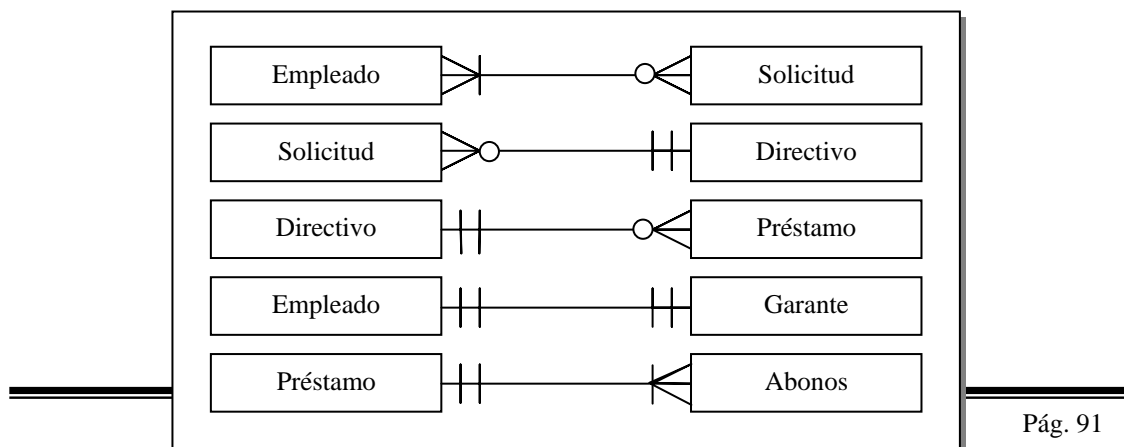 Empleado Solicitud
Solicitud Directivo
Directivo Préstamo
Empleado Garante
Préstamo Abonos
Pág. 91